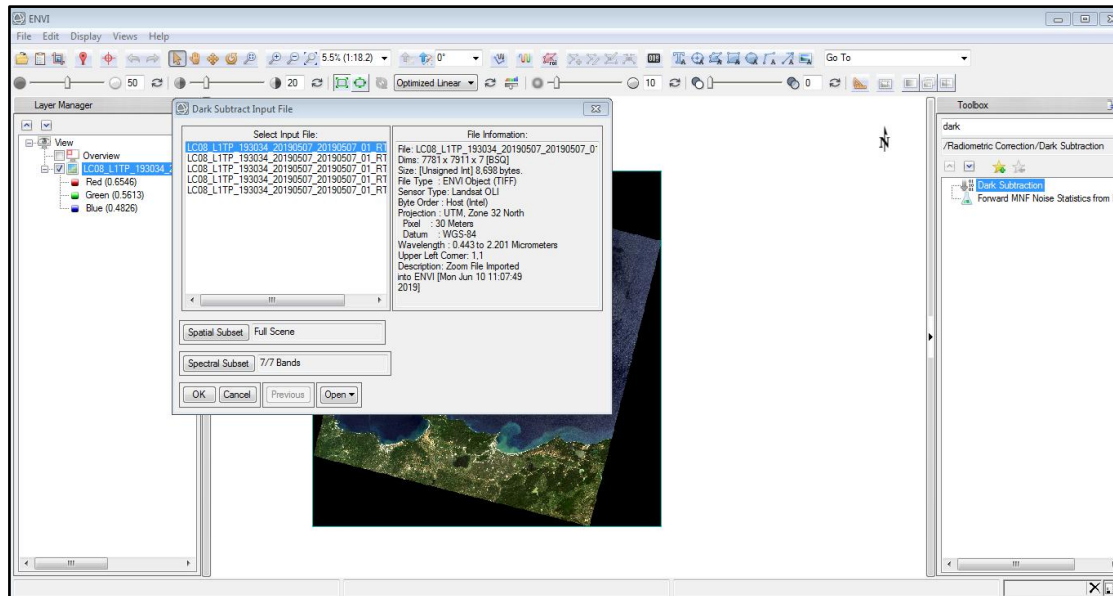 ENVI
File Edit Display Views Help
5.5% (1:18.2) 0° Go To
50 20 Optimized Linear 10 0
Layer Manager
View
Overview
LC08_L1TP_193034_2
Red (0.6546)
Green (0.5613)
Blue (0.4826)
Dark Subtract Input File
Select Input File:
LC08_L1TP_193034_20190507_20190507_01_RT
LC08_L1TP_193034_20190507_20190507_01_RT
LC08_L1TP_193034_20190507_20190507_01_RT
LC08_L1TP_193034_20190507_20190507_01_RT
LC08_L1TP_193034_20190507_20190507_01_RT
File Information:
File: LC08_L1TP_193034_20190507_20190507_0
Dims: 7781 x 7911 x 7 [BSQ]
Size: [Unsigned Int] 8,698 bytes.
File Type : ENVI Object (TIFF)
Sensor Type: Landsat OLI
Byte Order : Host (Intel)
Projection : UTM, Zone 32 North
Pixel : 30 Meters
Datum : WGS-84
Wavelength : 0.443 to 2.201 Micrometers
Upper Left Corner: 1,1
Description: Zoom File Imported
into ENVI [Mon Jun 10 11:07:49
2019]
Spatial Subset Full Scene
Spectral Subset 7/7 Bands
OK Cancel Previous Open
N
Toolbox
dark
/Radiometric Correction/Dark Subtraction
Dark Subtraction
Forward MNF Noise Statistics from